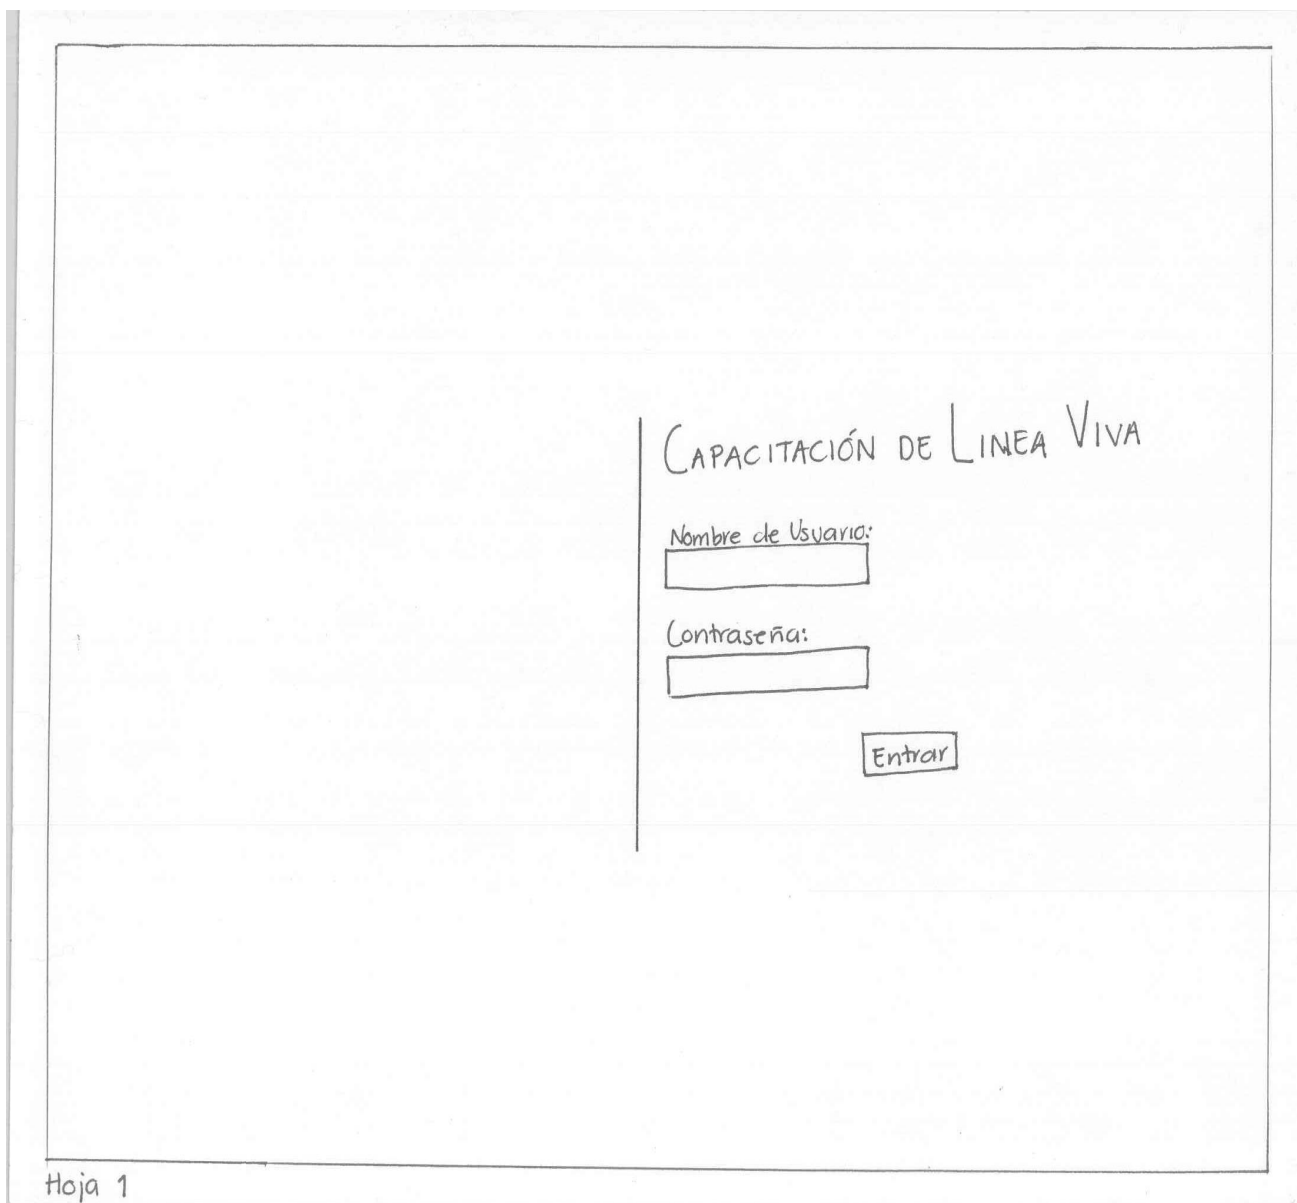 CAPACITACIÓN DE LINEA VIVA
Nombre de Usuario:
Contraseña:
Entrar
Hoja 1